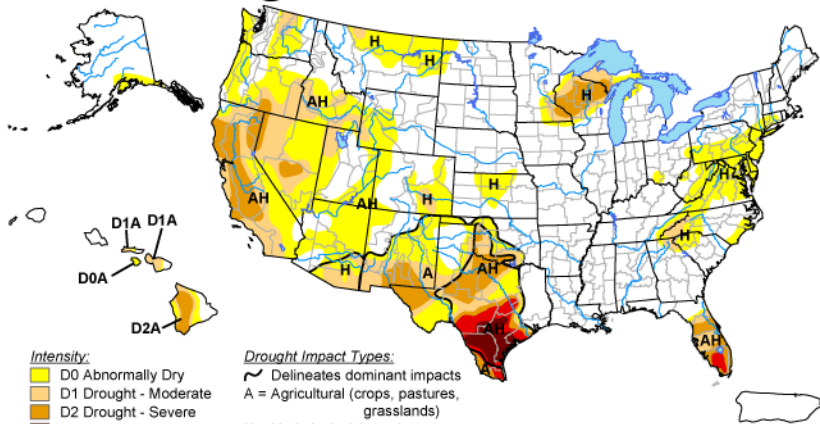 H
H
H
AH
H
H
AH
AH
H
H
H
A
AH
AH
A
AH
D1A
D1A
D0A
D2A
Intensity:
D0 Abnormally Dry
D1 Drought - Moderate
D2 Drought - Severe
Drought Impact Types:
Delineates dominant impacts
A = Agricultural (crops, pastures,
grasslands)